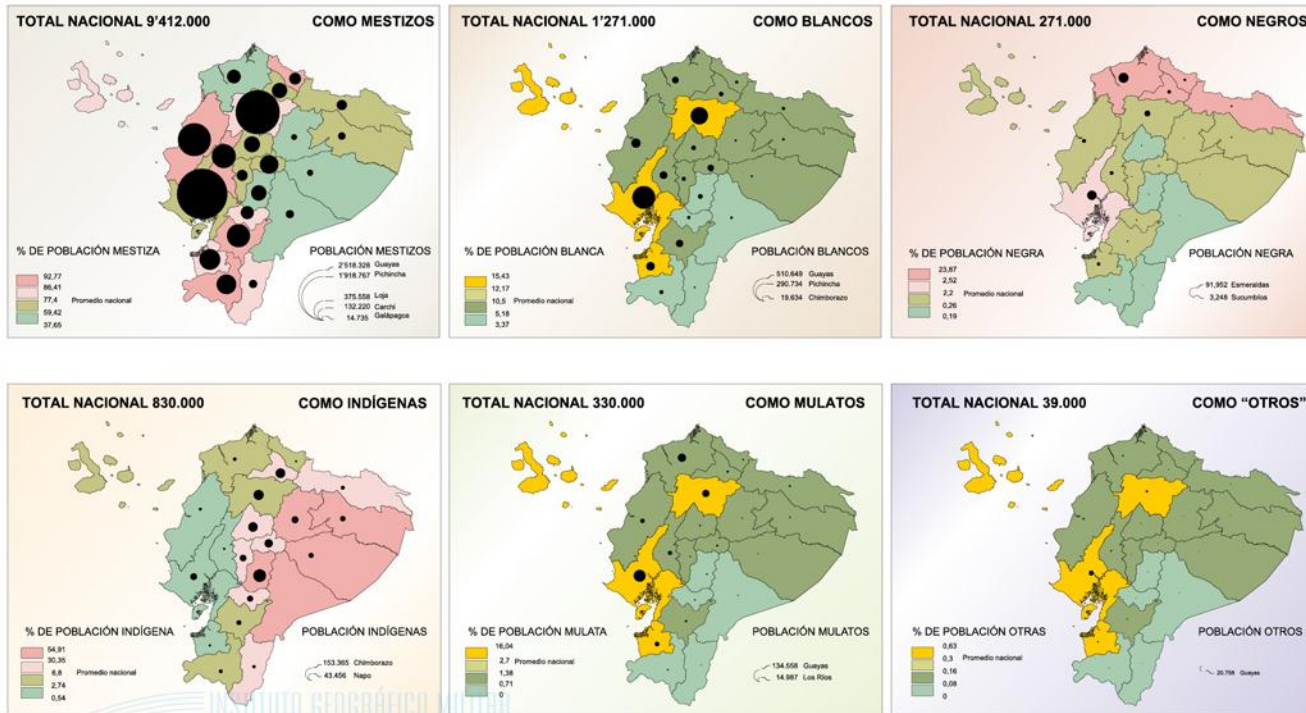 TOTAL NACIONAL 9'412.000 COMO MESTIZOS
% DE POBLACIÓN MESTIZA
92,77
86,41
77,4 Promedio nacional
59,42
37,65
POBLACIÓN MESTIZOS
2'518.328 Guayas
1'918.767 Pichincha
375.558 Loja
132.220 Carchi
14.735 Galápagos
TOTAL NACIONAL 1'271.000 COMO BLANCOS
% DE POBLACIÓN BLANCA
15,43
12,17
10,5 Promedio nacional
5,18
3,37
POBLACIÓN BLANCOS
510.649 Guayas
290.734 Pichincha
19.634 Chimborazo
TOTAL NACIONAL 271.000 COMO NEGROS
% DE POBLACIÓN NEGRA
23,87
2,52
2,2 Promedio nacional
0,26
0,19
POBLACIÓN NEGRA
91,952 Esmeraldas
3,248 Sucumbíos
TOTAL NACIONAL 830.000 COMO INDÍGENAS
% DE POBLACIÓN INDÍGENA
54,91
30,35
6,8 Promedio nacional
2,74
0,54
POBLACIÓN INDÍGENAS
153.365 Chimborazo
43.456 Napo
INSTITUTO GEOGRÁFICO MILITAR
TOTAL NACIONAL 330.000 COMO MULATOS
% DE POBLACIÓN MULATA
16,04
Promedio nacional
2,7
1,38
0,71
0
POBLACIÓN MULATOS
134.558 Guayas
14.987 Los Ríos
TOTAL NACIONAL 39.000 COMO "OTROS"
% DE POBLACIÓN OTRAS
0,63
0,3 Promedio nacional
0,16
0,08
0
POBLACIÓN OTROS
20.758 Guayas